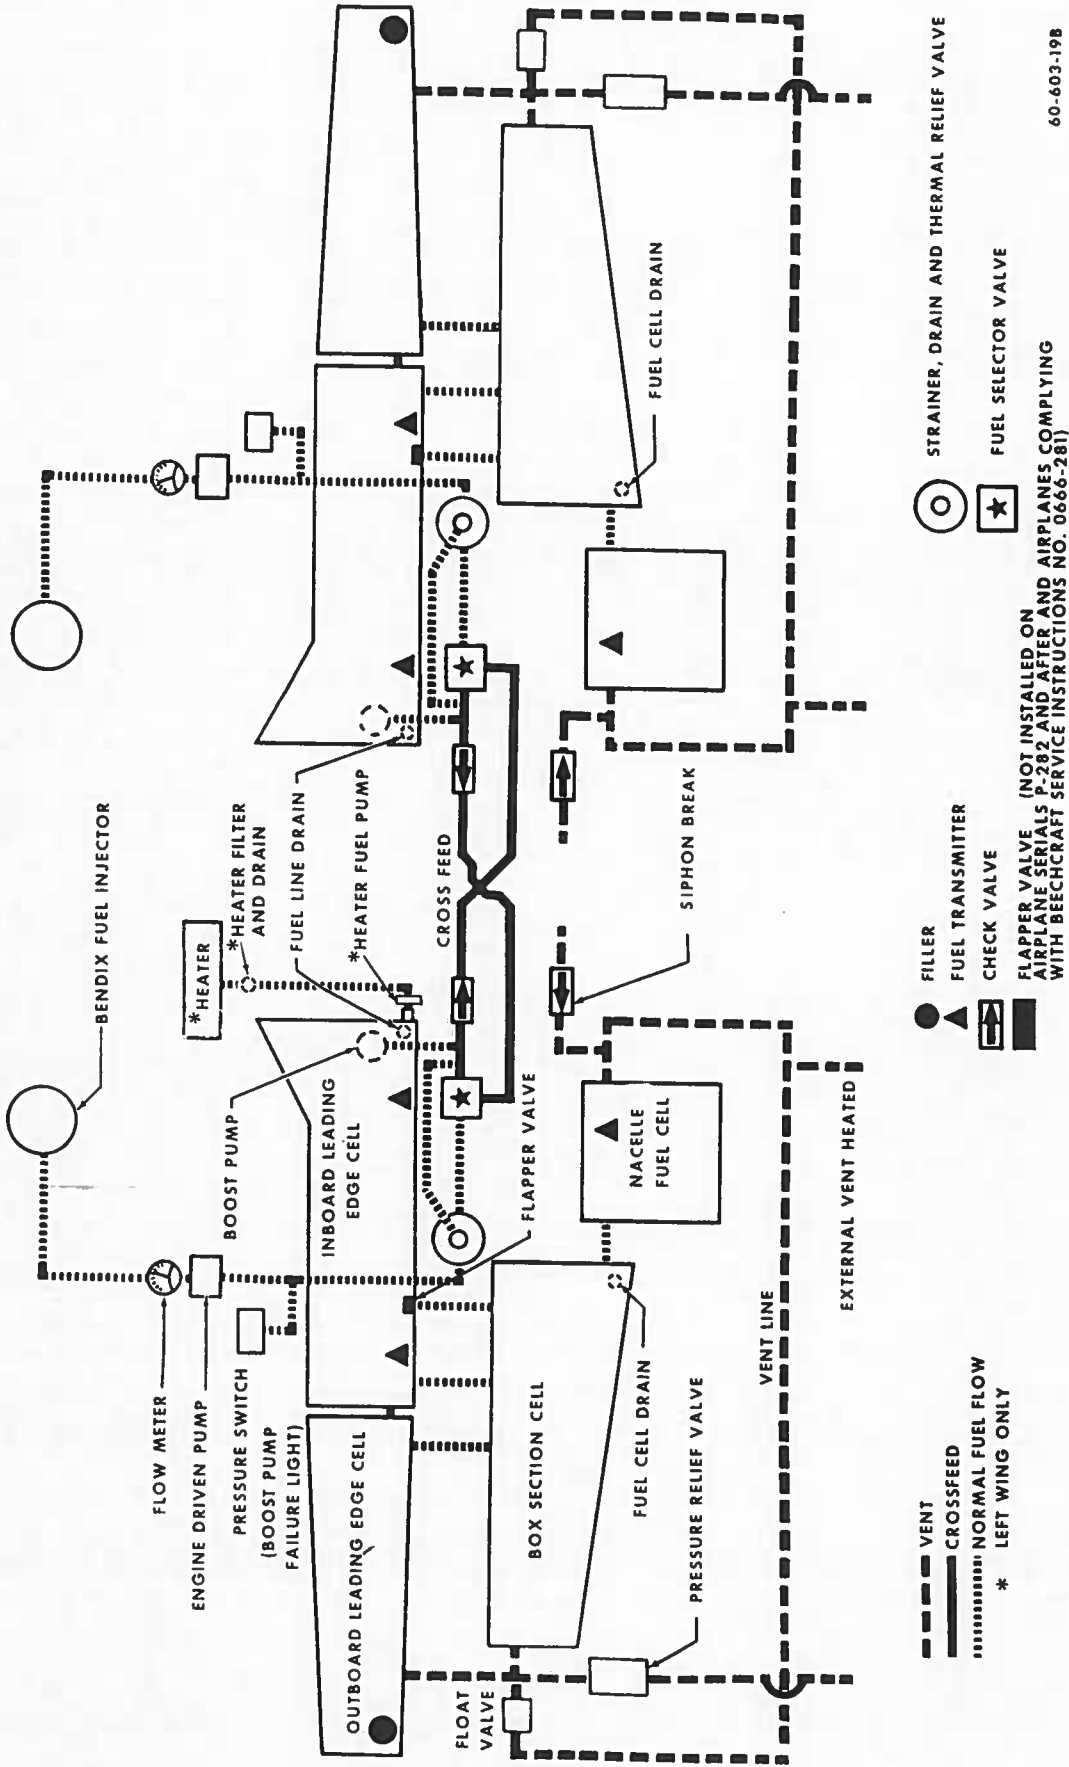 BENDIX FUEL INJECTOR
*HEATER
*HEATER FILTER
AND DRAIN
FUEL LINE DRAIN
*HEATER FUEL PUMP
BOOST PUMP
FLOW METER
ENGINE DRIVEN PUMP
PRESSURE SWITCH
(BOOST PUMP
FAILURE LIGHT)
OUTBOARD LEADING EDGE CELL
INBOARD LEADING
EDGE CELL
CROSS FEED
FLAPPER VALVE
FLOAT
VALVE
BOX SECTION CELL
NACELLE
FUEL CELL
SIPHON BREAK
FUEL CELL DRAIN
FUEL CELL DRAIN
PRESSURE RELIEF VALVE
VENT LINE
EXTERNAL VENT HEATED
VENT
CROSSFEED
NORMAL FUEL FLOW
* LEFT WING ONLY
FILLER
FUEL TRANSMITTER
CHECK VALVE
FLAPPER VALVE (NOT INSTALLED ON
AIRPLANE SERIALS P-282 AND AFTER AND AIRPLANES COMPLYING
WITH BEECHCRAFT SERVICE INSTRUCTIONS NO. 0666-281)
STRAINER, DRAIN AND THERMAL RELIEF VALVE
FUEL SELECTOR VALVE
60-603-19B